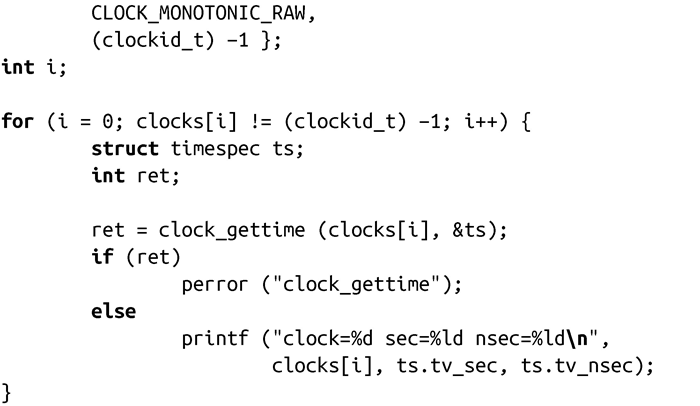 CLOCK_MONOTONIC_RAW,
(clockid_t) −1 };
int i;
for (i = 0; clocks[i] != (clockid_t) −1; i++) {
struct timespec ts;
int ret;
ret = clock_gettime (clocks[i], &ts);
if (ret)
perror ("clock_gettime");
else
printf ("clock=%d sec=%ld nsec=%ld\n",
clocks[i], ts.tv_sec, ts.tv_nsec);
}